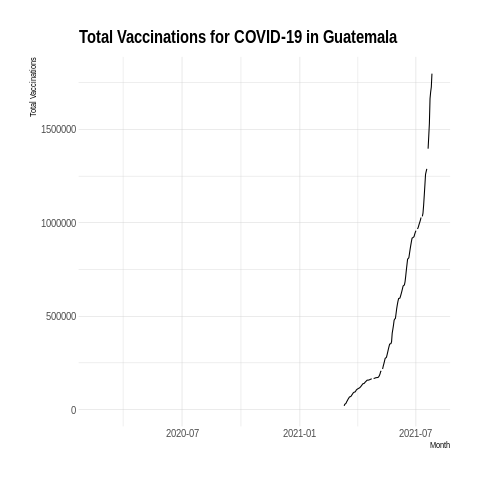 Total Vaccinations for COVID-19 in Guatemala
Total Vaccinations
1500000
1000000
500000
0
2020-07
2021-01
2021-07
Month